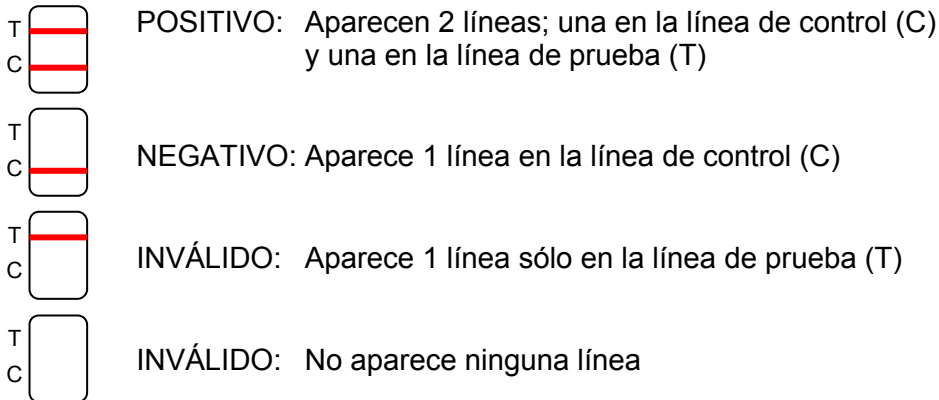 T
C
POSITIVO: Aparecen 2 líneas; una en la línea de control (C)
y una en la línea de prueba (T)
T
C
NEGATIVO: Aparece 1 línea en la línea de control (C)
T
C
INVÁLIDO: Aparece 1 línea sólo en la línea de prueba (T)
T
C
INVÁLIDO: No aparece ninguna línea